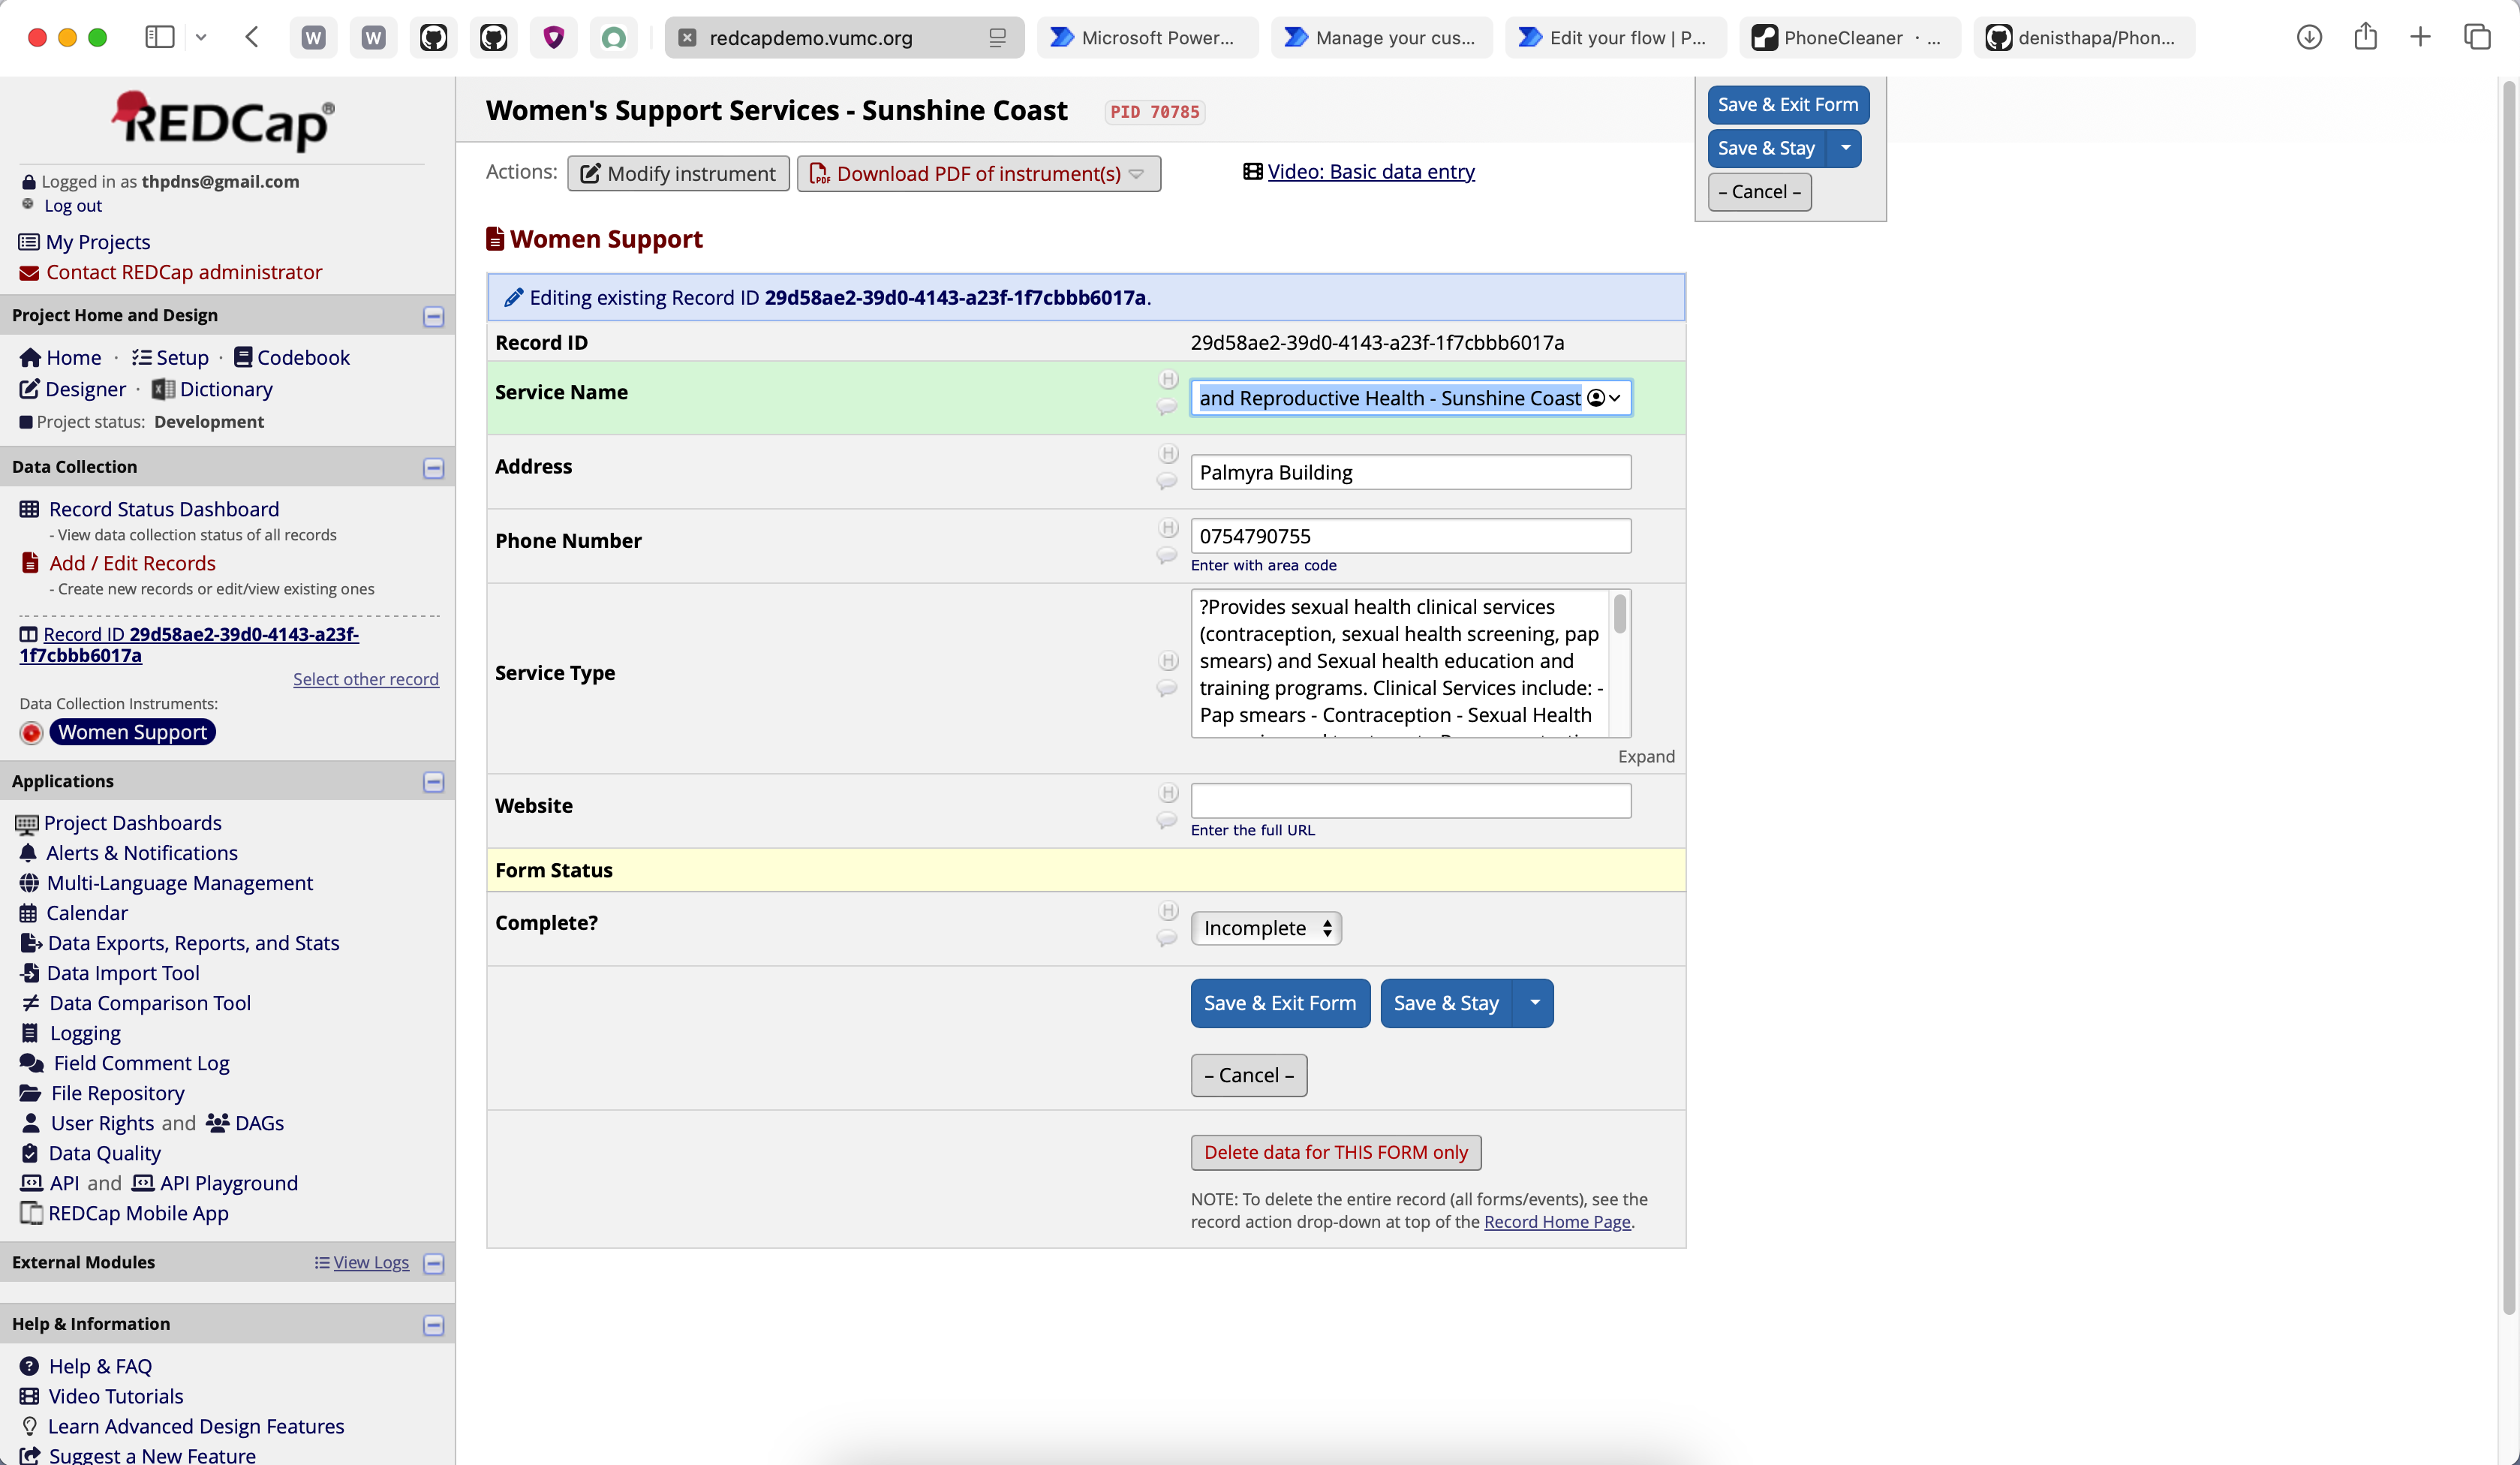 W
W
redcapdemo.vumc.org
Microsoft Power...
Manage your cus...
Edit your flow | P...
PhoneCleaner · ...
denisthapa/Phon...
REDCap®
Logged in as thpdns@gmail.com
Log out
My Projects
Contact REDCap administrator
Project Home and Design
Home · Setup · Codebook
Designer · Dictionary
Project status: Development
Data Collection
Record Status Dashboard
- View data collection status of all records
Add / Edit Records
- Create new records or edit/view existing ones
Record ID 29d58ae2-39d0-4143-a23f-
1f7cbbb6017a
Select other record
Data Collection Instruments:
Women Support
Applications
Project Dashboards
Alerts & Notifications
Multi-Language Management
Calendar
Data Exports, Reports, and Stats
Data Import Tool
Data Comparison Tool
Logging
Field Comment Log
File Repository
User Rights and DAGs
Data Quality
API and API Playground
REDCap Mobile App
External Modules
View Logs
Help & Information
Help & FAQ
Video Tutorials
Learn Advanced Design Features
Suggest a New Feature
Women's Support Services - Sunshine Coast PID 70785
Actions: Modify instrument PDF Download PDF of instrument(s) Video: Basic data entry
Save & Exit Form
Save & Stay
– Cancel –
Women Support
Editing existing Record ID 29d58ae2-39d0-4143-a23f-1f7cbbb6017a.
Record ID 29d58ae2-39d0-4143-a23f-1f7cbbb6017a
Service Name H and Reproductive Health - Sunshine Coast
Address H Palmyra Building
Phone Number H 0754790755
Enter with area code
Service Type H
?Provides sexual health clinical services
(contraception, sexual health screening, pap
smears) and Sexual health education and
training programs. Clinical Services include: -
Pap smears - Contraception - Sexual Health
Expand
Website H
Enter the full URL
Form Status
Complete? H Incomplete
Save & Exit Form Save & Stay
– Cancel –
Delete data for THIS FORM only
NOTE: To delete the entire record (all forms/events), see the
record action drop-down at top of the Record Home Page.